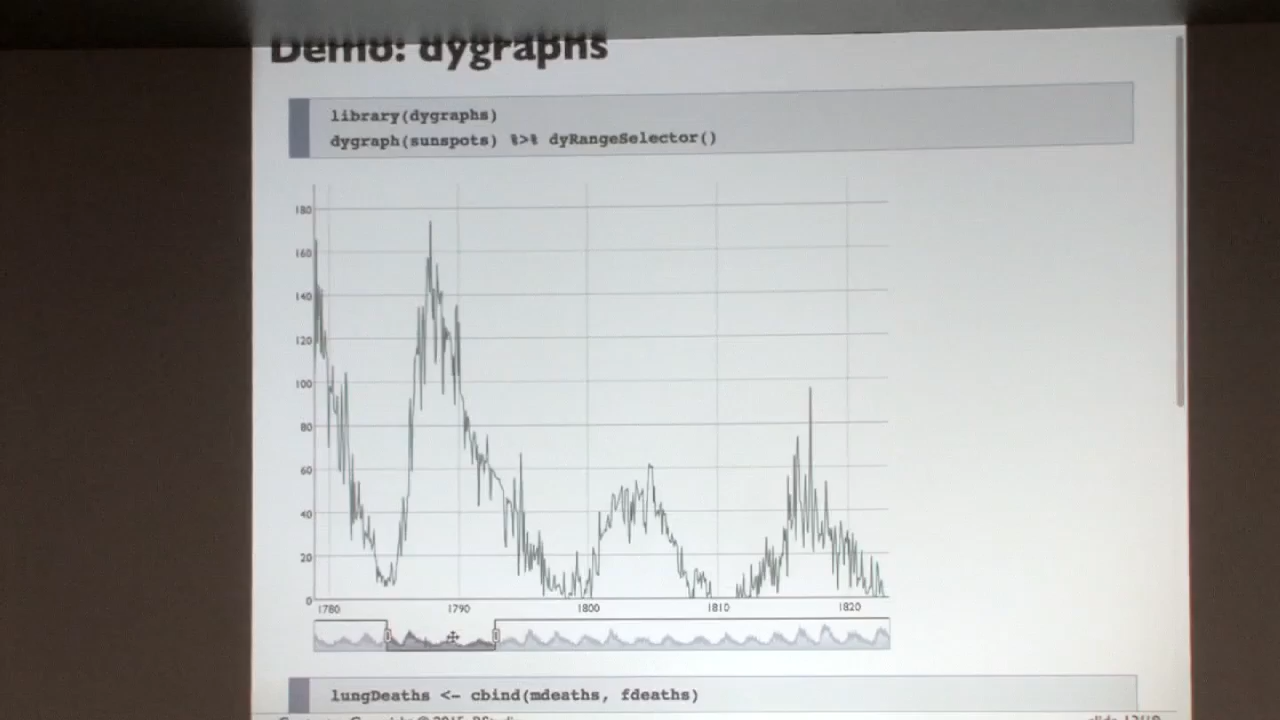 Demo: dygraphs
library(dygraphs)
dygraph(sunspots) %>% dyRangeSelector()
180
160
140
120
100
80
60
40
20
0
1780 1790 1800 1810 1820
lungDeaths <- cbind(mdeaths, fdeaths)